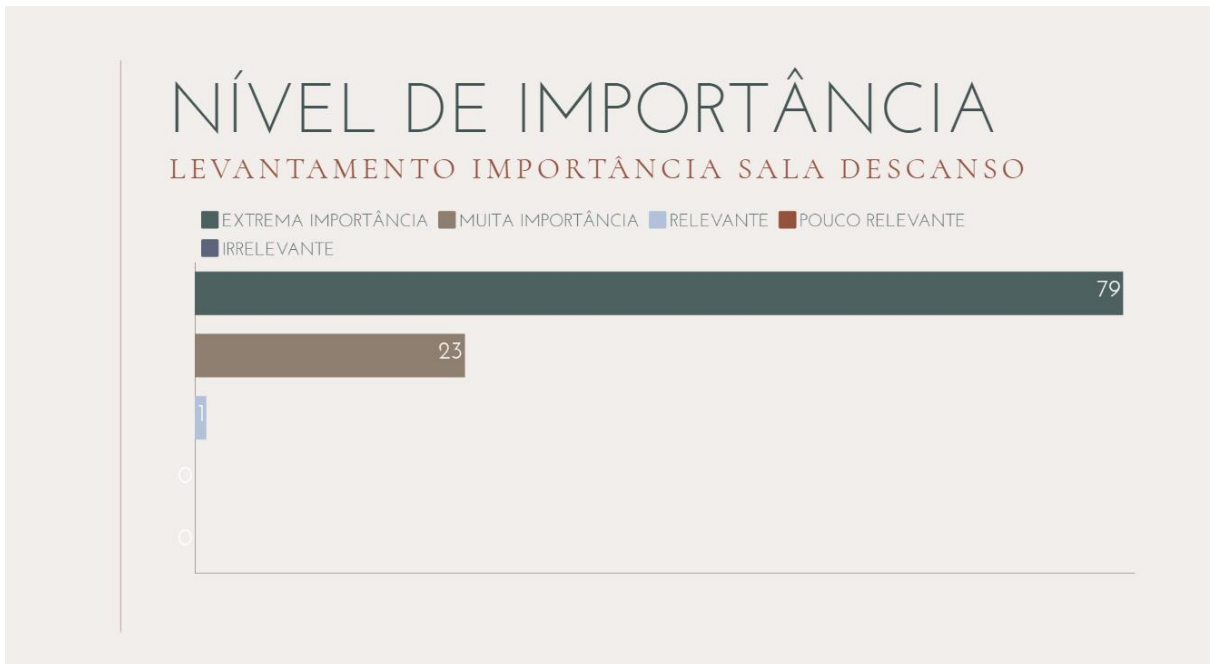 NÍVEL DE IMPORTÂNCIA
LEVANTAMENTO IMPORTÂNCIA SALA DESCANSO
EXTREMA IMPORTÂNCIA MUITA IMPORTÂNCIA RELEVANTE POUCO RELEVANTE
IRRELEVANTE
79
23
1
0
0